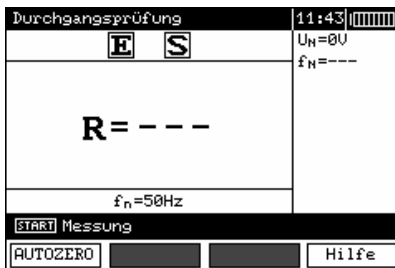 Durchgangsprüfung
11:43
E S
U_N=0V
f_N=---
R= ---
f_n=50Hz
START Messung
AUTOZERO
Hilfe